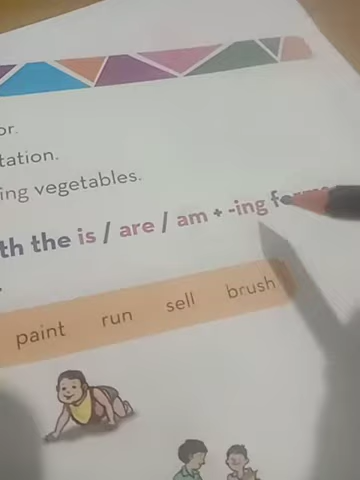 or.
tation.
ing vegetables.
th the is / are / am + -ing
.
paint run sell brush